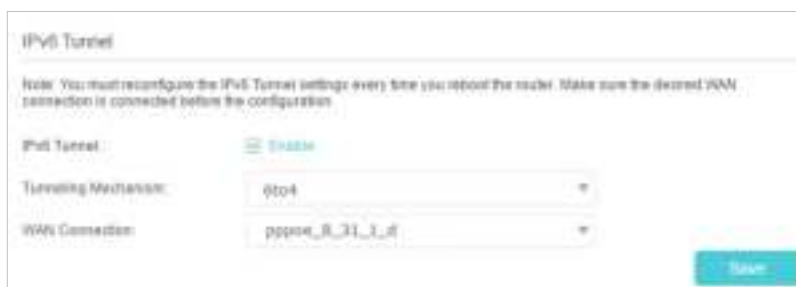 IPv6 Tunnel
Note: You must reconfigure the IPv6 Tunnel settings every time you reboot the router. Make sure the desired WAN
connection is connected before the configuration.
IPv6 Tunnel: Enable
Tunneling Mechanism: 6to4
WAN Connection: pppoe_8_31_1_d
Save